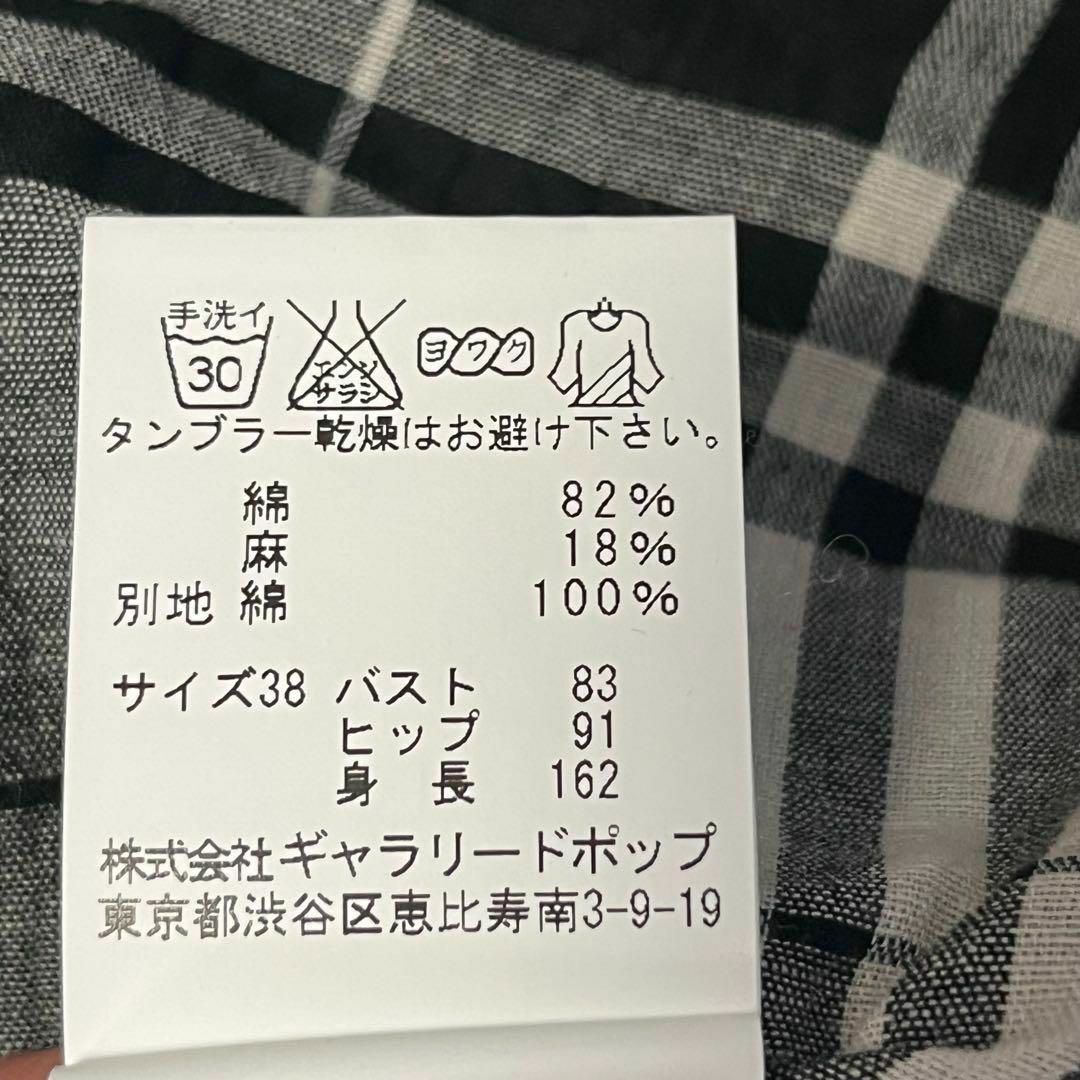 手洗イ
30
エンソ
サラシ
ヨワク
タンブラー乾燥はお避け下さい。
綿 82%
麻 18%
別地 綿 100%
サイズ38 バスト 83
ヒップ 91
身 長 162
株式会社ギャラリードポップ
東京都渋谷区恵比寿南3-9-19